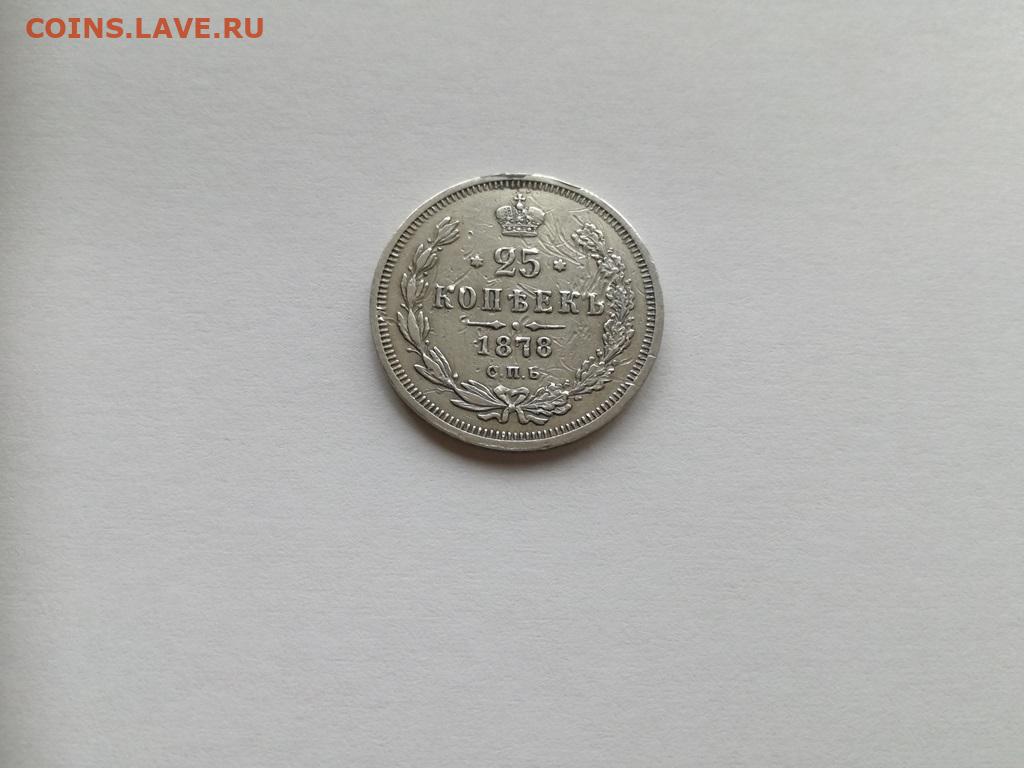 COINS.LAVE.RU
* 25 *
КОПѢЕКЪ
1878
С.П.Б